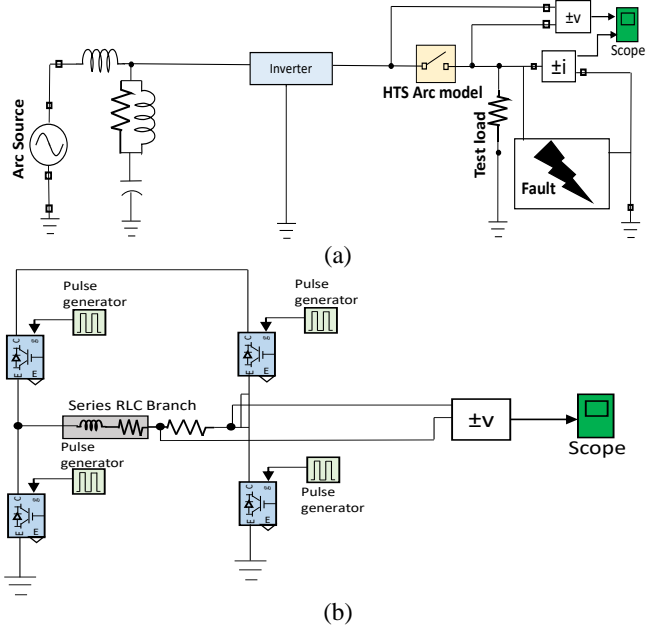 ±v
Scope
Inverter
±i
HTS Arc model
Arc Source
Test load
Fault
(a)
Pulse
generator
Pulse
generator
C
g
E
E
C
g
E
E
Series RLC Branch
±v
Scope
Pulse
generator
Pulse
generator
C
g
E
E
C
g
E
E
(b)